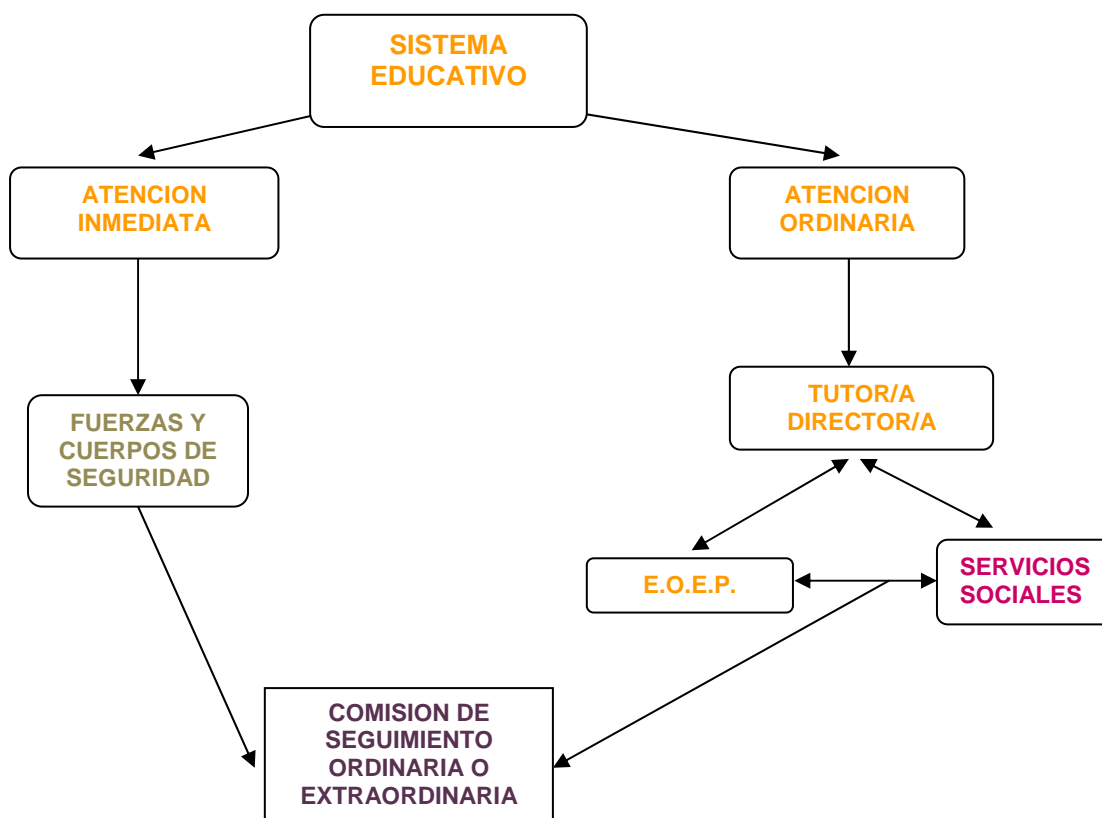 SISTEMA
EDUCATIVO
ATENCION
INMEDIATA
ATENCION
ORDINARIA
FUERZAS Y
CUERPOS DE
SEGURIDAD
TUTOR/A
DIRECTOR/A
E.O.E.P.
SERVICIOS
SOCIALES
COMISION DE
SEGUIMIENTO
ORDINARIA O
EXTRAORDINARIA